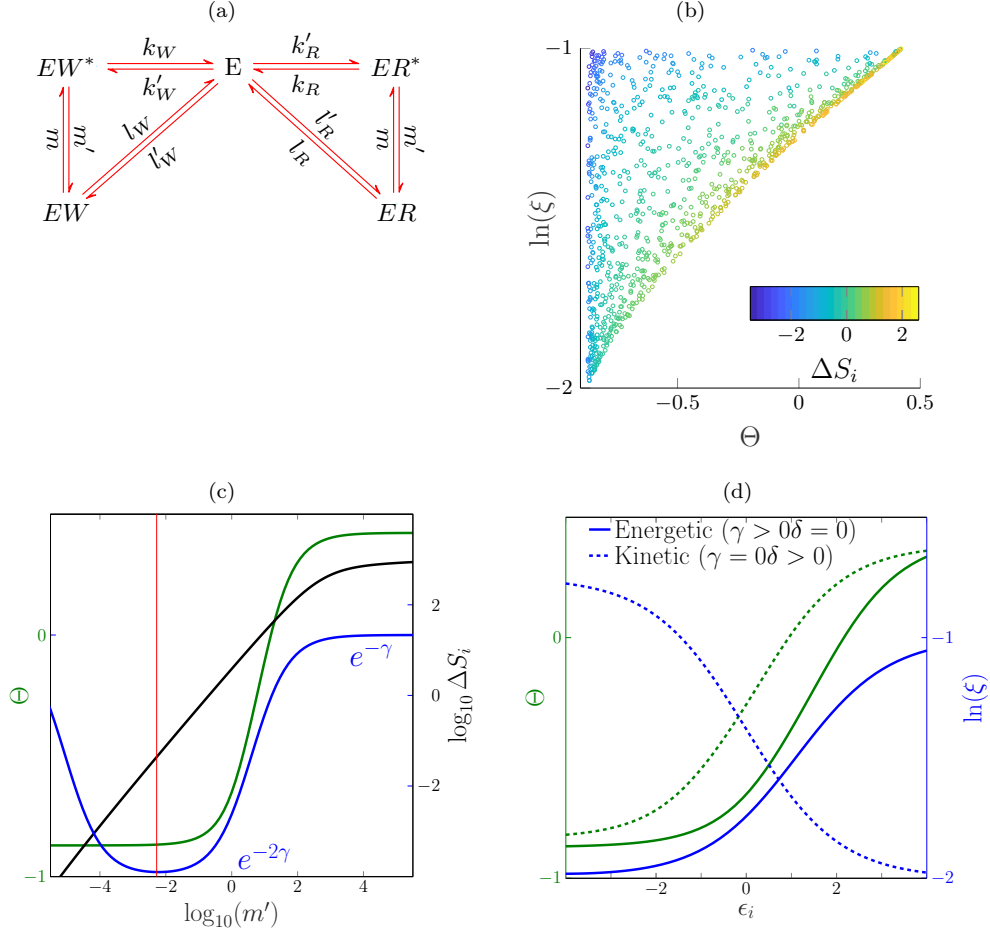 (a)
k_W
k'_W
k'_R
k_R
EW*
E
ER*
m
m'
l_W
l'_W
l'_R
l_R
m
m'
EW
ER
(b)
−1
ln(ξ)
−2
−2
0
2
ΔS_i
−0.5
0
0.5
Θ
(c)
0
Θ
−1
2
0
−2
log₁₀ ΔS_i
e^{−γ}
e^{−2γ}
−4
−2
0
2
4
log₁₀(m′)
(d)
Energetic (γ > 0δ = 0)
Kinetic (γ = 0δ > 0)
1
0
Θ
−1
−1
ln(ξ)
−2
−2
0
2
ϵ_i